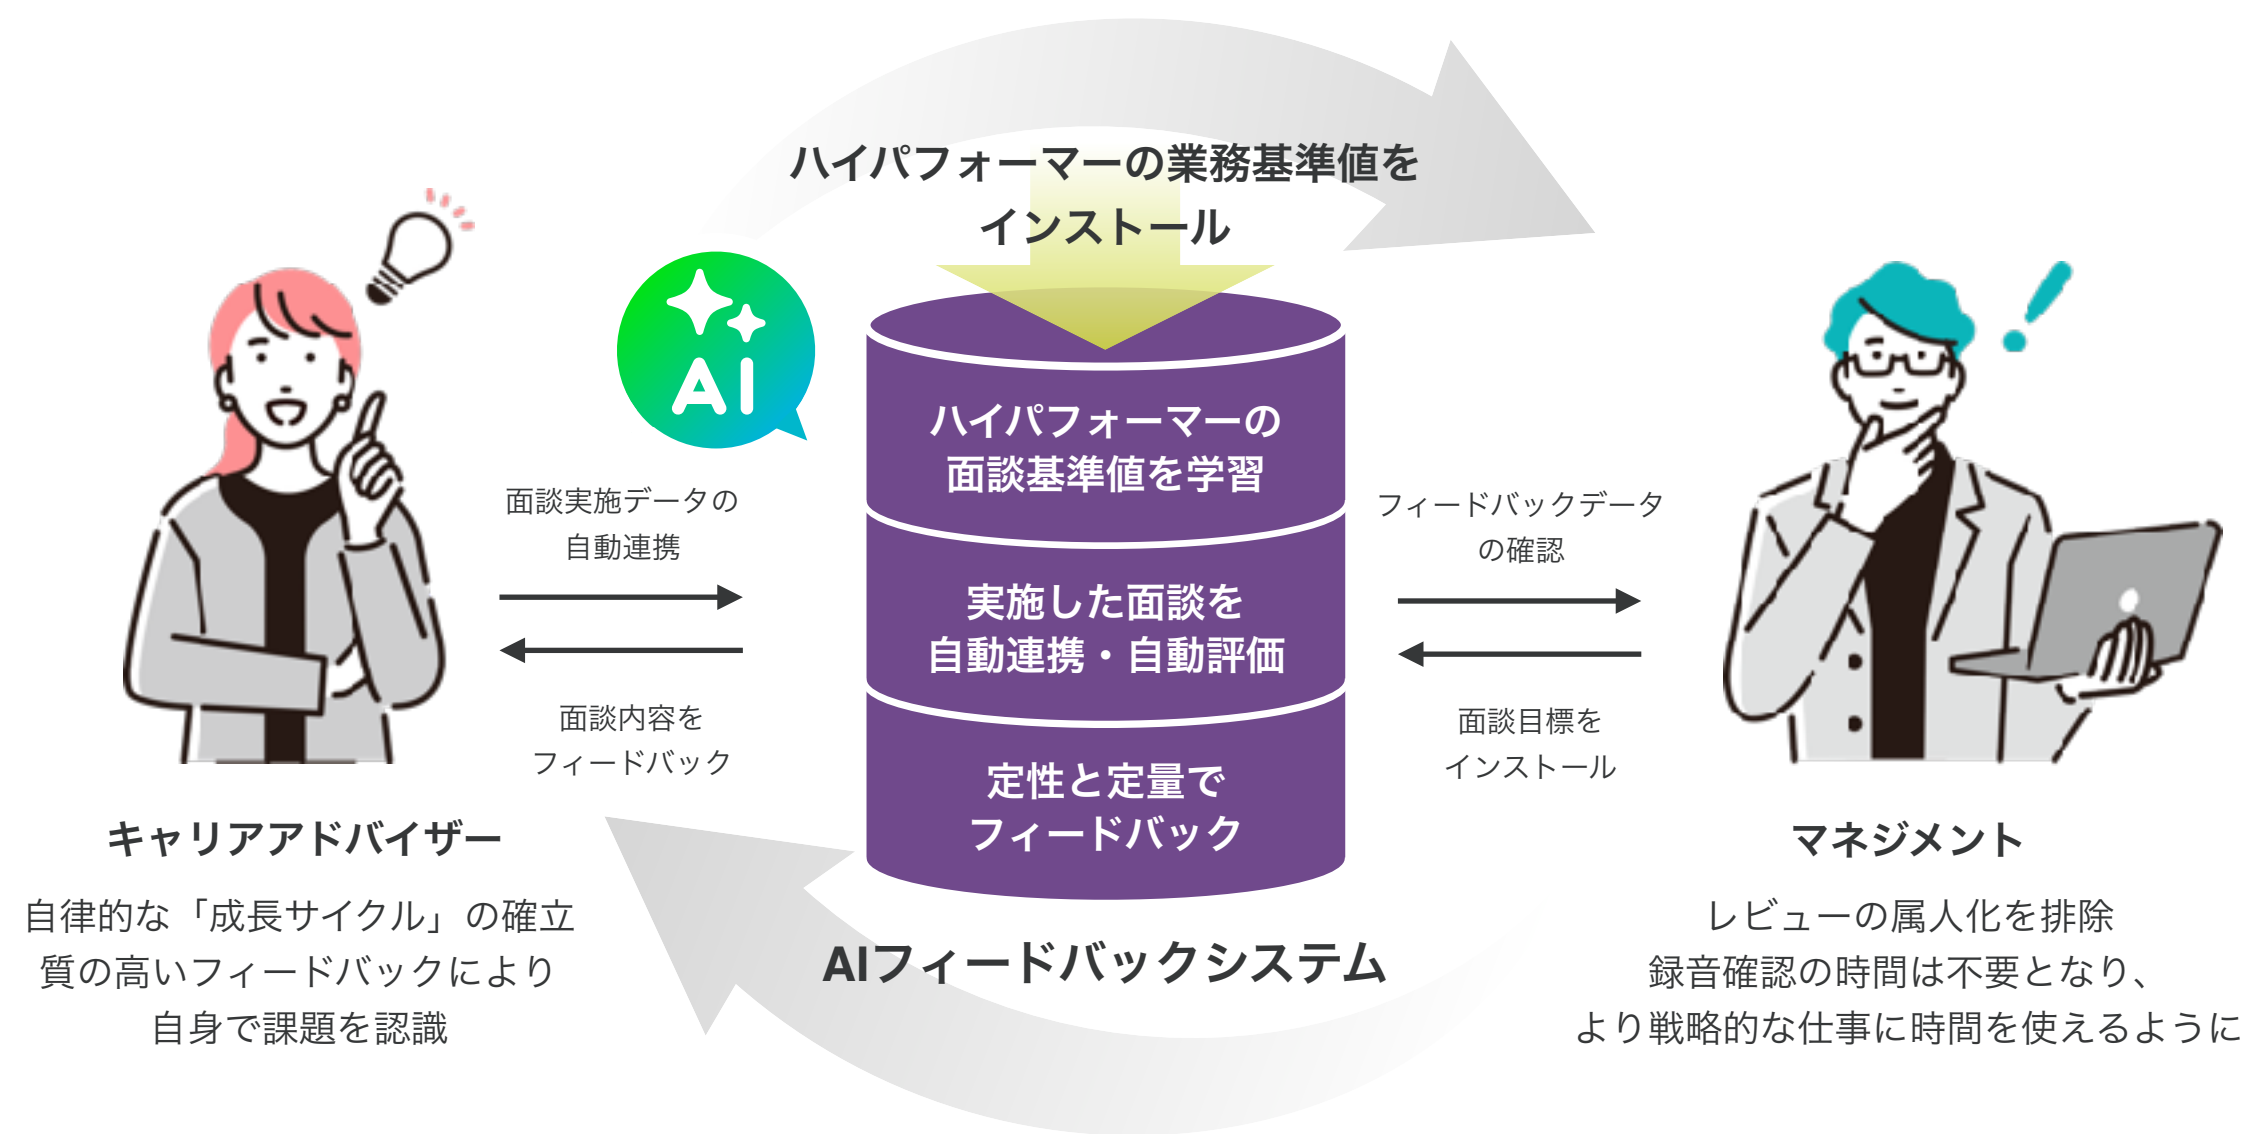 ハイパフォーマーの業務基準値を
インストール
AI
ハイパフォーマーの
面談基準値を学習
実施した面談を
自動連携・自動評価
定性と定量で
フィードバック
AIフィードバックシステム
面談実施データの
自動連携
面談内容を
フィードバック
フィードバックデータ
の確認
面談目標を
インストール
キャリアアドバイザー
自律的な「成長サイクル」の確立
質の高いフィードバックにより
自身で課題を認識
マネジメント
レビューの属人化を排除
録音確認の時間は不要となり、
より戦略的な仕事に時間を使えるように